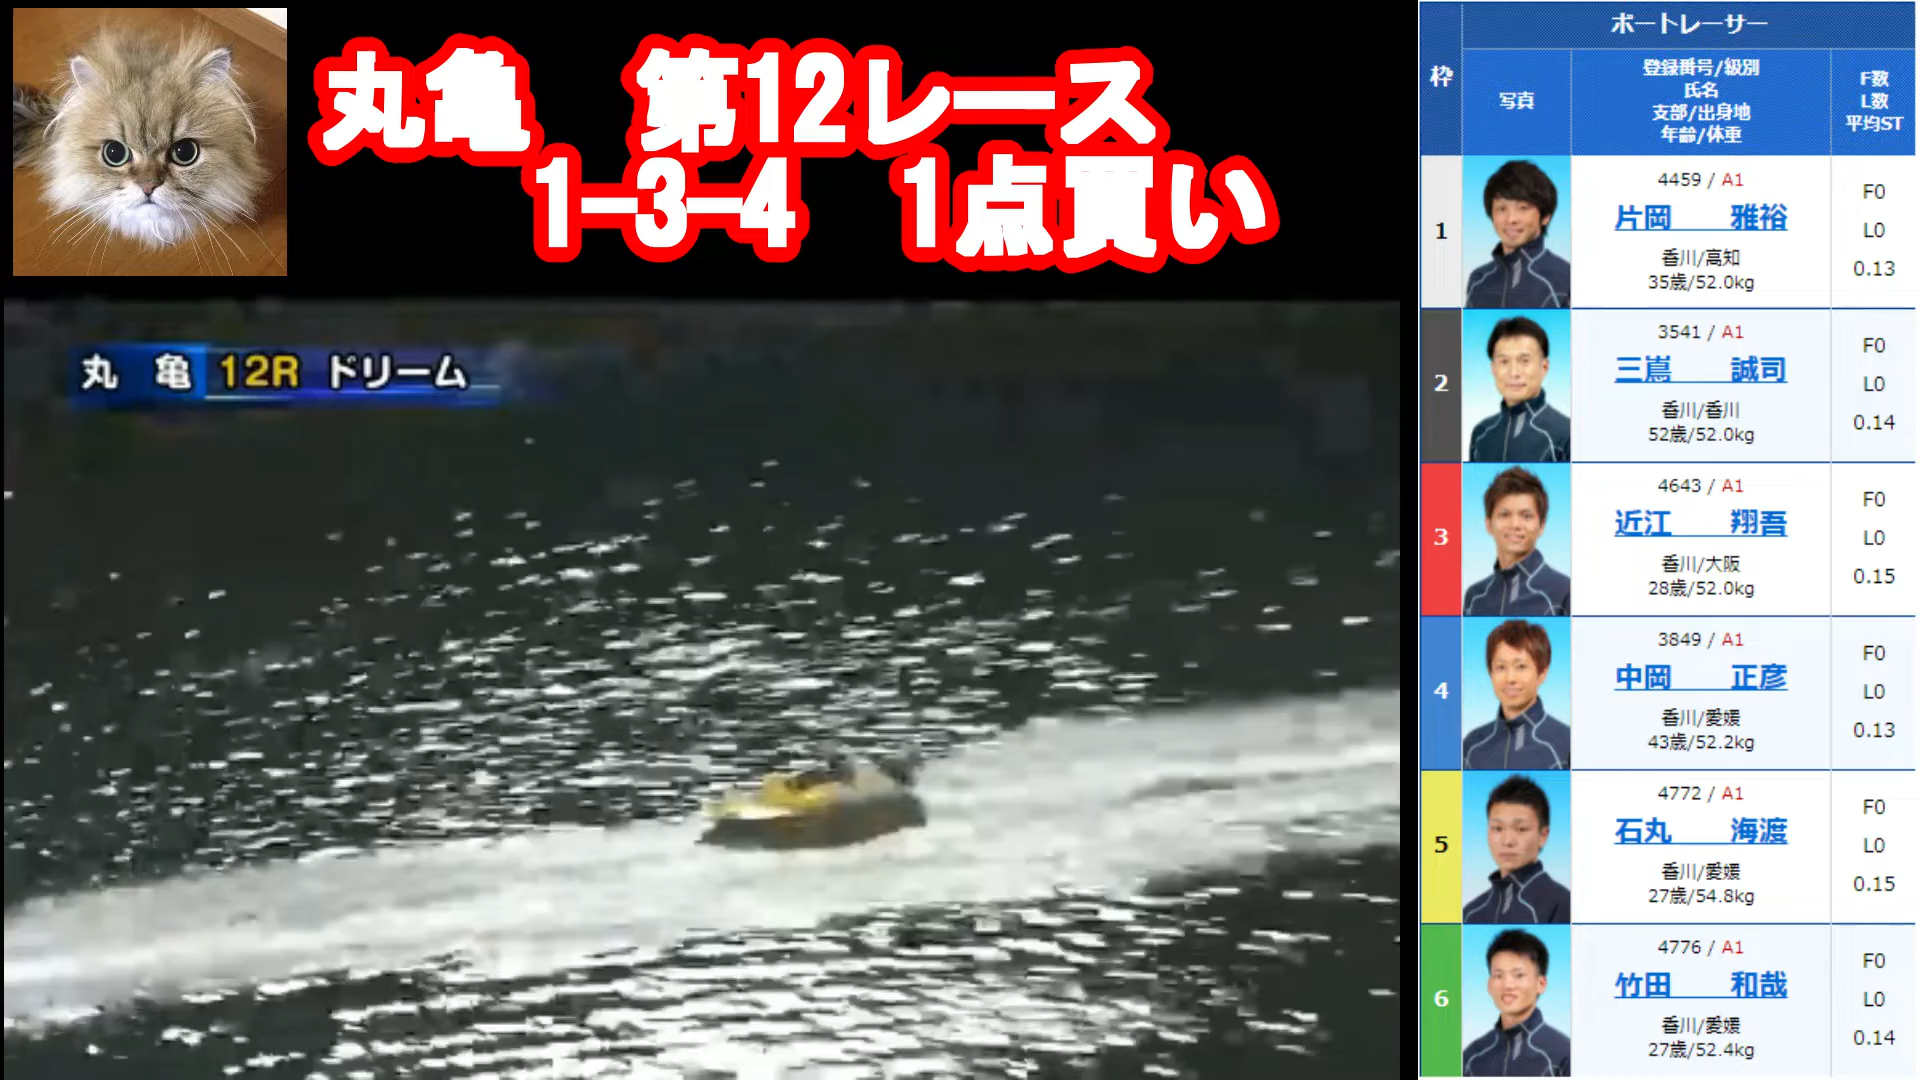 丸亀　第12レース
1-3-4　1点買い
丸　亀 12R ドリーム
枠
ボートレーサー
写真
登録番号/級別
氏名
支部/出身地
年齢/体重
F数
L数
平均ST
1
4459 / A1
片岡　　雅裕
香川/高知
35歳/52.0kg
F0
L0
0.13
2
3541 / A1
三嶌　　誠司
香川/香川
52歳/52.0kg
F0
L0
0.14
3
4643 / A1
近江　　翔吾
香川/大阪
28歳/52.0kg
F0
L0
0.15
4
3849 / A1
中岡　　正彦
香川/愛媛
43歳/52.2kg
F0
L0
0.13
5
4772 / A1
石丸　　海渡
香川/愛媛
27歳/54.8kg
F0
L0
0.15
6
4776 / A1
竹田　　和哉
香川/愛媛
27歳/52.4kg
F0
L0
0.14